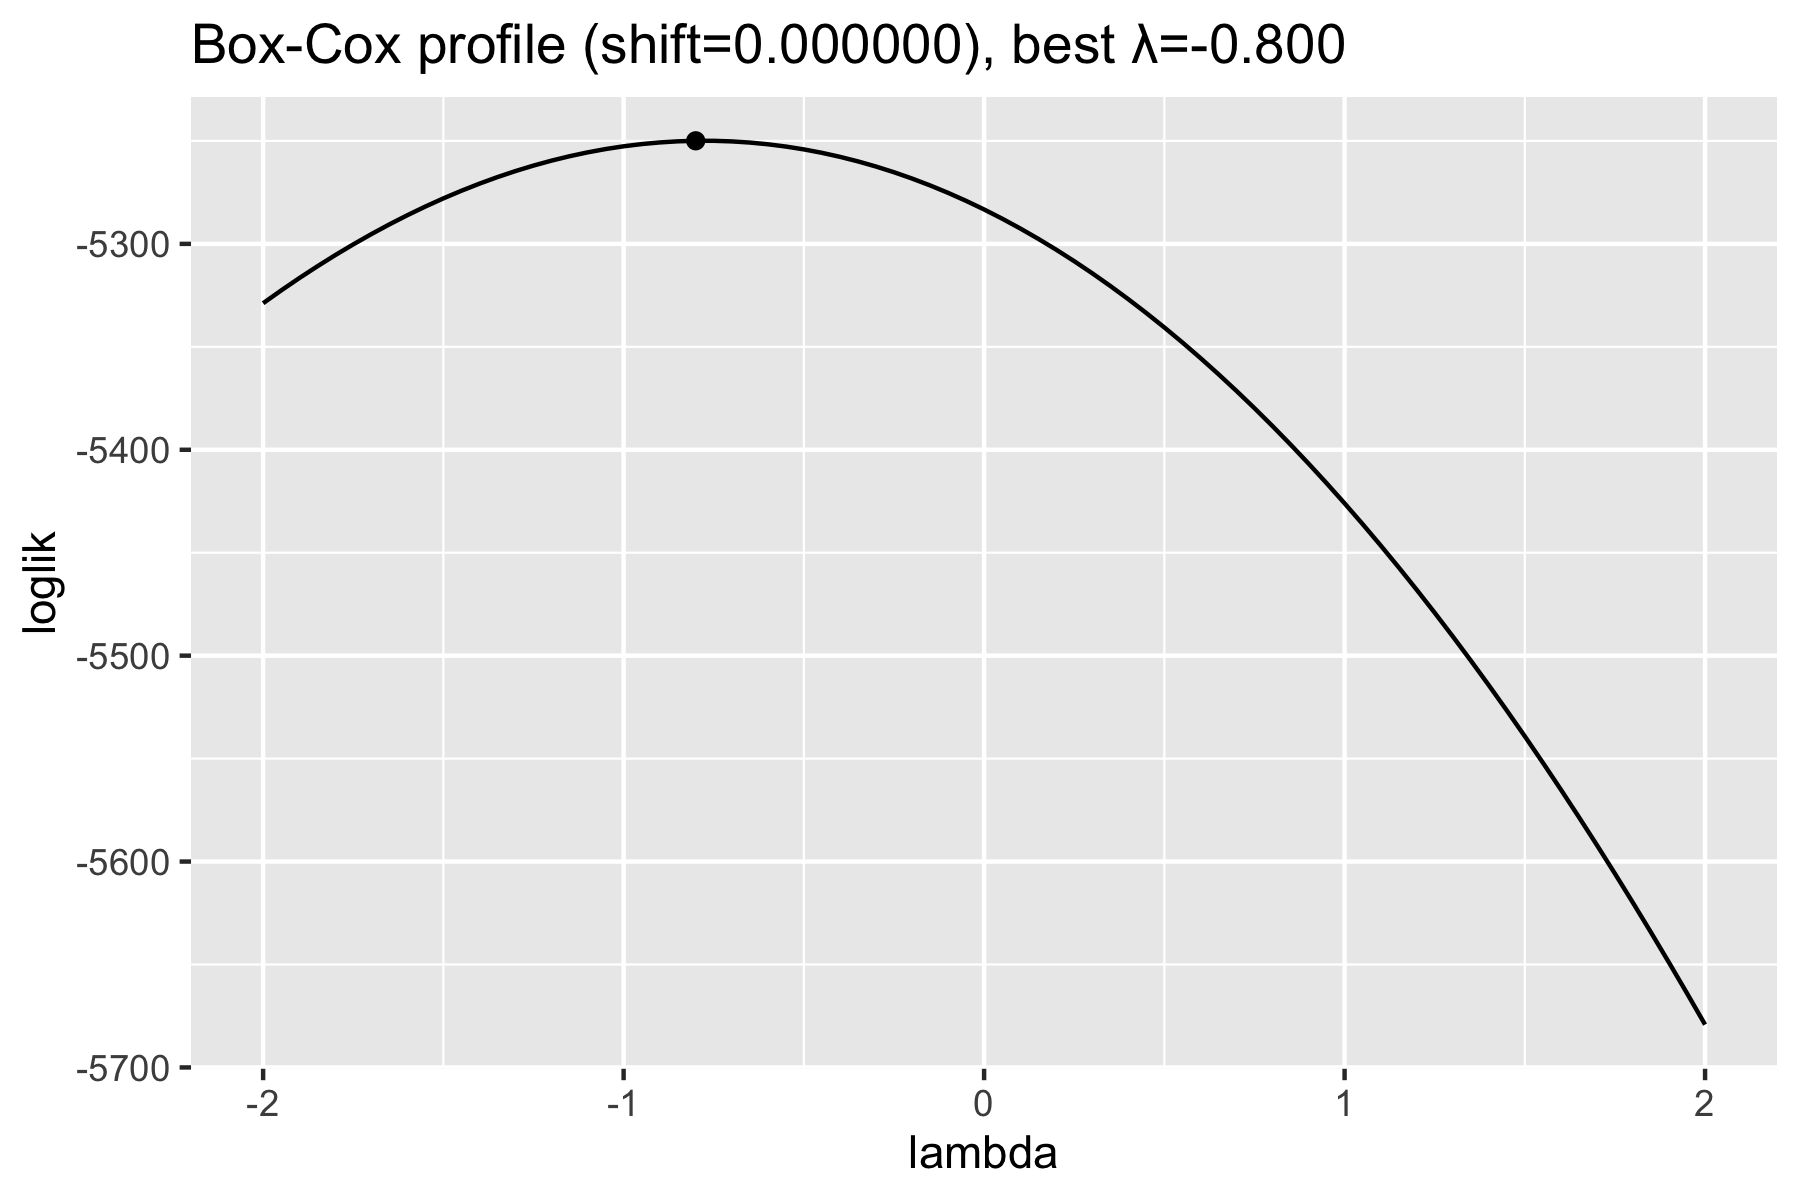 Box-Cox profile (shift=0.000000), best λ=-0.800
loglik
-5300
-5400
-5500
-5600
-5700
-2 -1 0 1 2
lambda